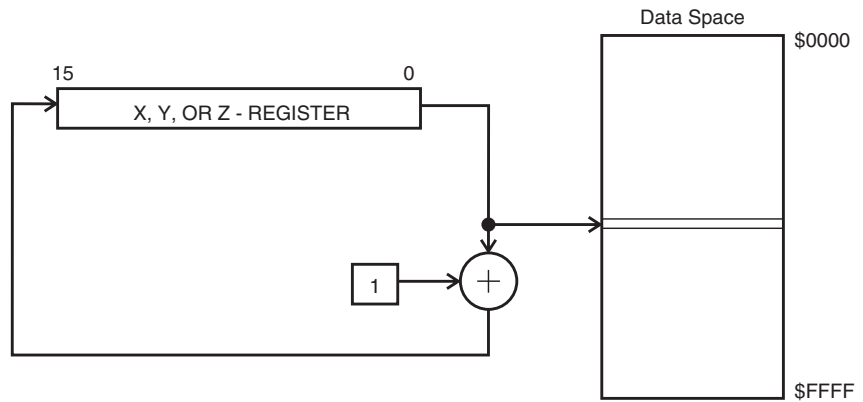 Data Space
$0000
15 0
X, Y, OR Z - REGISTER
1
+
$FFFF